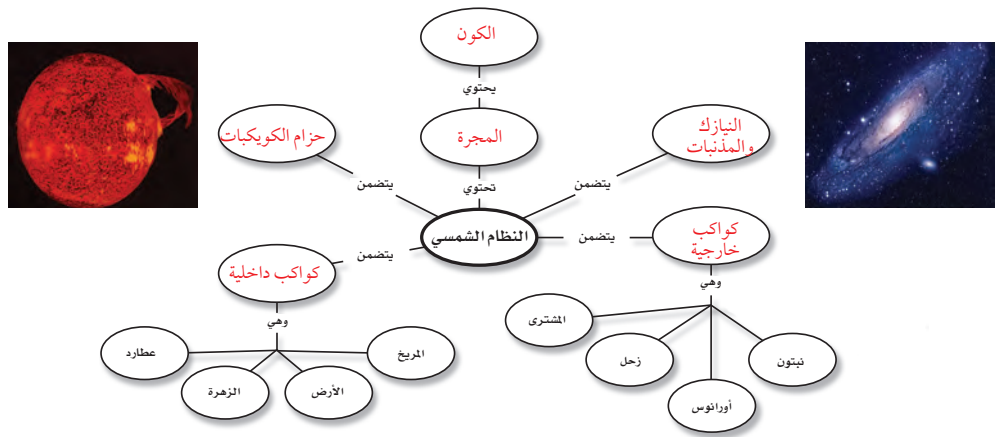 الكون
يحتوي
حزام الكويكبات
المجرة
النيازك
والمذنبات
يتضمن
تحتوي
يتضمن
كواكب
خارجية
النظام الشمسي
يتضمن
يتضمن
كواكب داخلية
وهي
وهي
المشترى
زحل
نبتون
أورانوس
المريخ
عطارد
الأرض
الزهرة